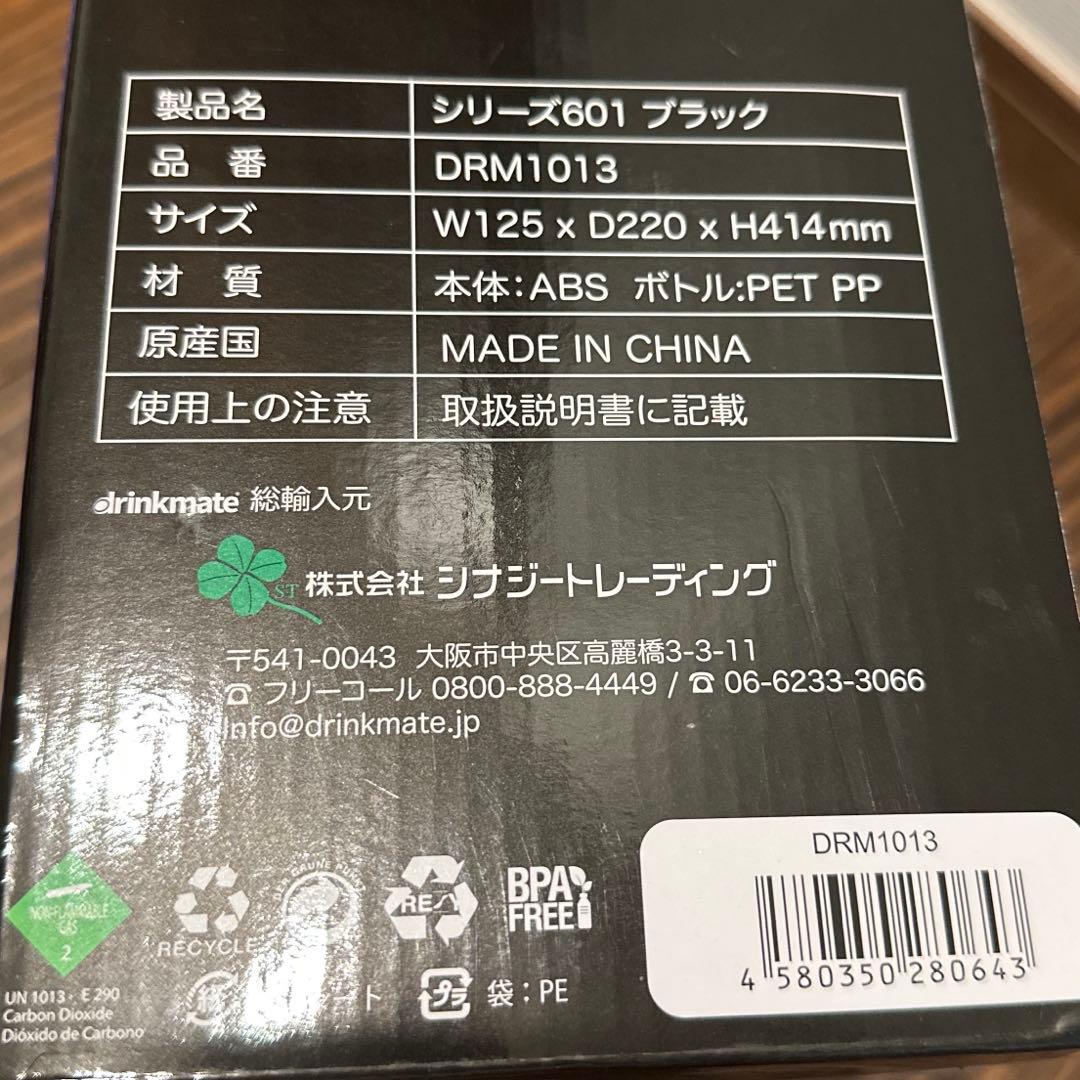 製品名 シリーズ601 ブラック
品番 DRM1013
サイズ W125 x D220 x H414mm
材質 本体:ABS ボトル:PET PP
原産国 MADE IN CHINA
使用上の注意 取扱説明書に記載
drinkmate 総輸入元
ST 株式会社 シナジートレーディング
〒541-0043 大阪市中央区高麗橋3-3-11
☎ フリーコール 0800-888-4449 / ☎ 06-6233-3066
Info@drinkmate.jp
DRM1013
4 580350 280643
NON-FLAMMABLE
GAS
2
RECYCLE
BPA
FREE
紙
プラ 袋:PE
UN 1013・E 290
Carbon Dioxide
Dióxido de Carbono